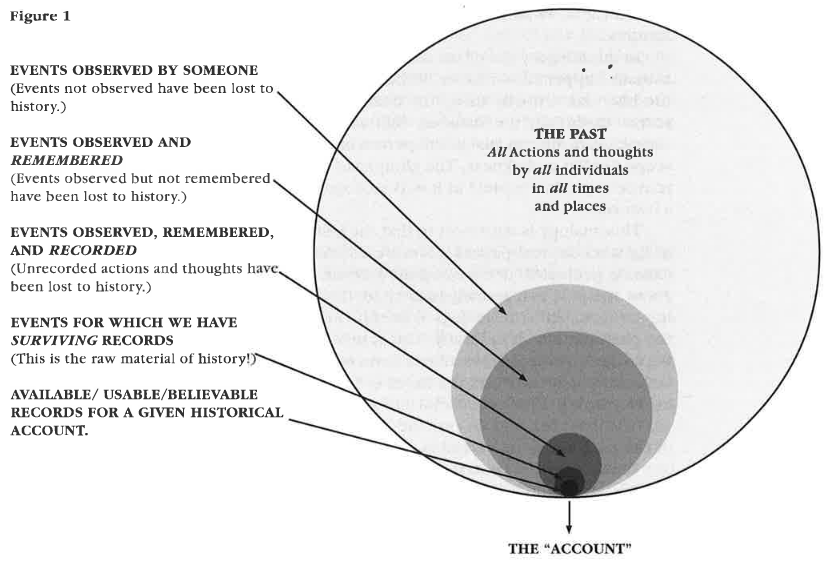 Figure 1
EVENTS OBSERVED BY SOMEONE
(Events not observed have been lost to
history.)
EVENTS OBSERVED AND
REMEMBERED
(Events observed but not remembered
have been lost to history.)
EVENTS OBSERVED, REMEMBERED,
AND RECORDED
(Unrecorded actions and thoughts have
been lost to history.)
EVENTS FOR WHICH WE HAVE
SURVIVING RECORDS
(This is the raw material of history!)
AVAILABLE/ USABLE/BELIEVABLE
RECORDS FOR A GIVEN HISTORICAL
ACCOUNT.
THE PAST
All Actions and thoughts
by all individuals
in all times
and places
THE "ACCOUNT"